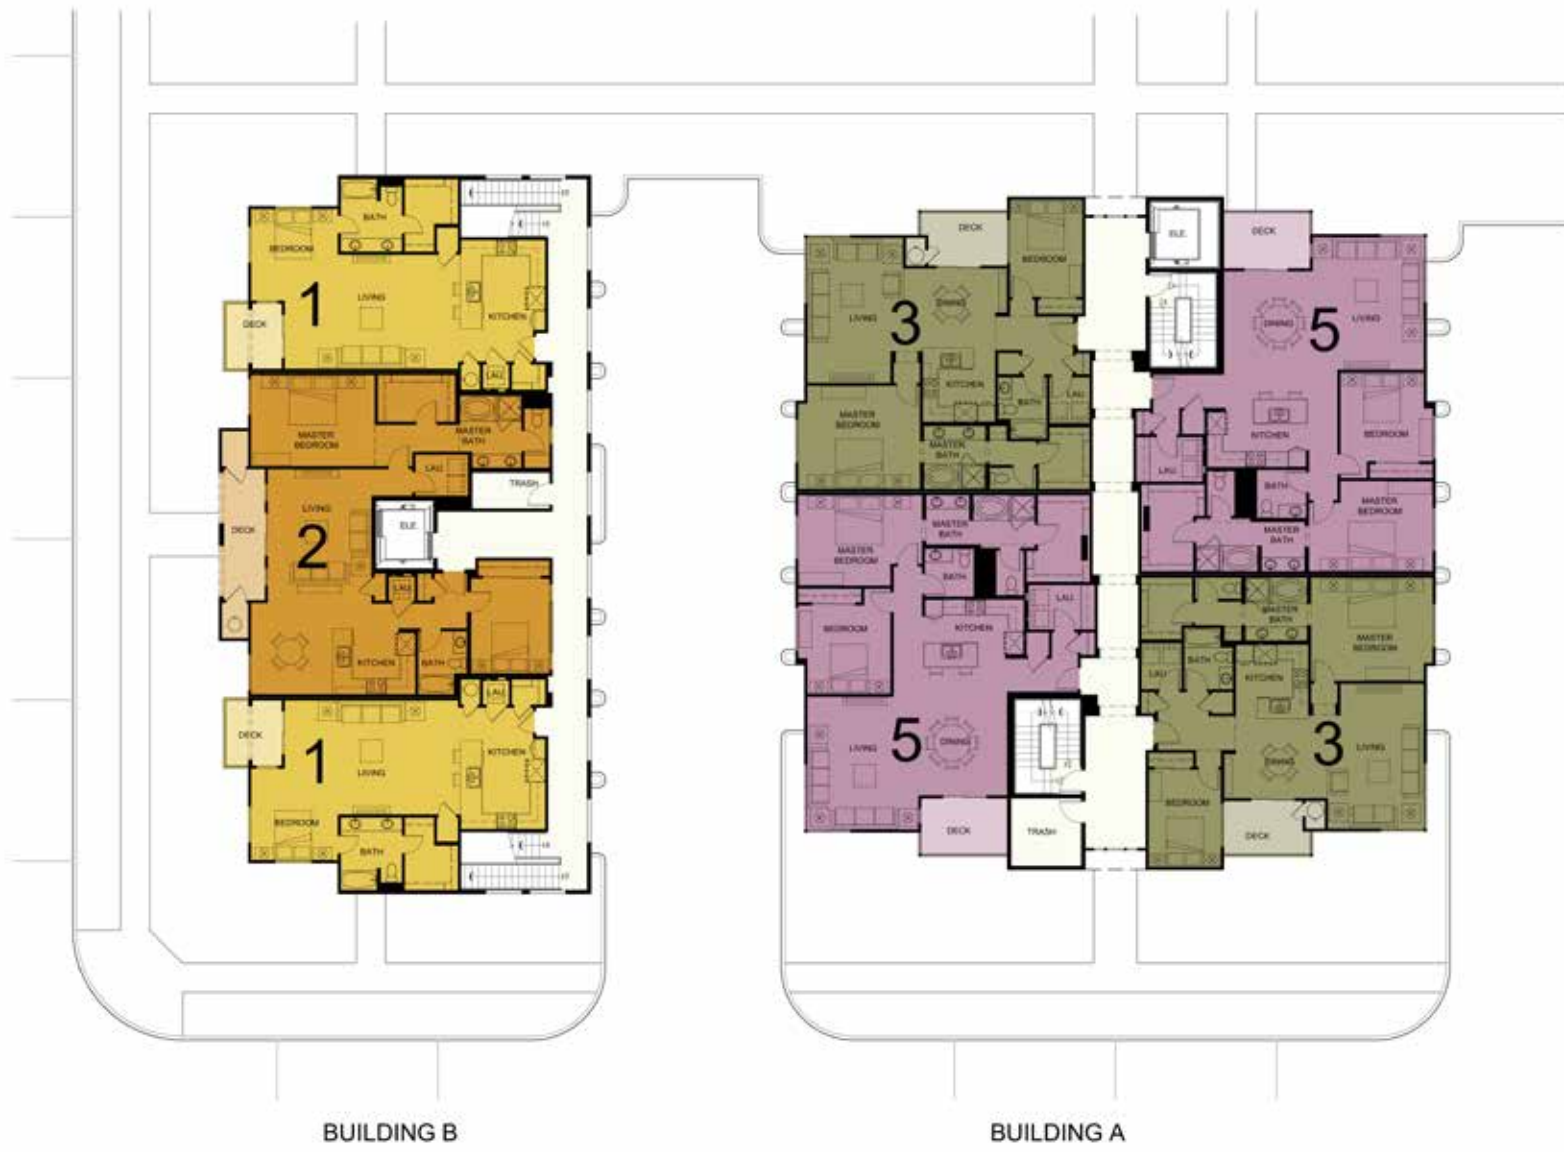 BATH
BEDROOM
LIVING
1
KITCHEN
DECK
LAU.
MASTER
BEDROOM
MASTER
BATH
LAU.
TRASH
LIVING
ELE.
DECK
2
LAU.
KITCHEN
BATH
LAU.
DECK
KITCHEN
1
LIVING
BEDROOM
BATH
DECK
BEDROOM
DINING
LIVING
3
KITCHEN
BATH
LAU.
MASTER
BEDROOM
MASTER
BATH
ELE.
DECK
DINING
5
LIVING
KITCHEN
BEDROOM
LAU.
BATH
MASTER
BEDROOM
MASTER
BATH
MASTER
BEDROOM
MASTER
BATH
BATH
LAU.
BEDROOM
KITCHEN
LIVING
5
DINING
DECK
TRASH
MASTER
BATH
MASTER
BEDROOM
BATH
LAU.
KITCHEN
3
LIVING
DINING
BEDROOM
DECK
BUILDING B
BUILDING A